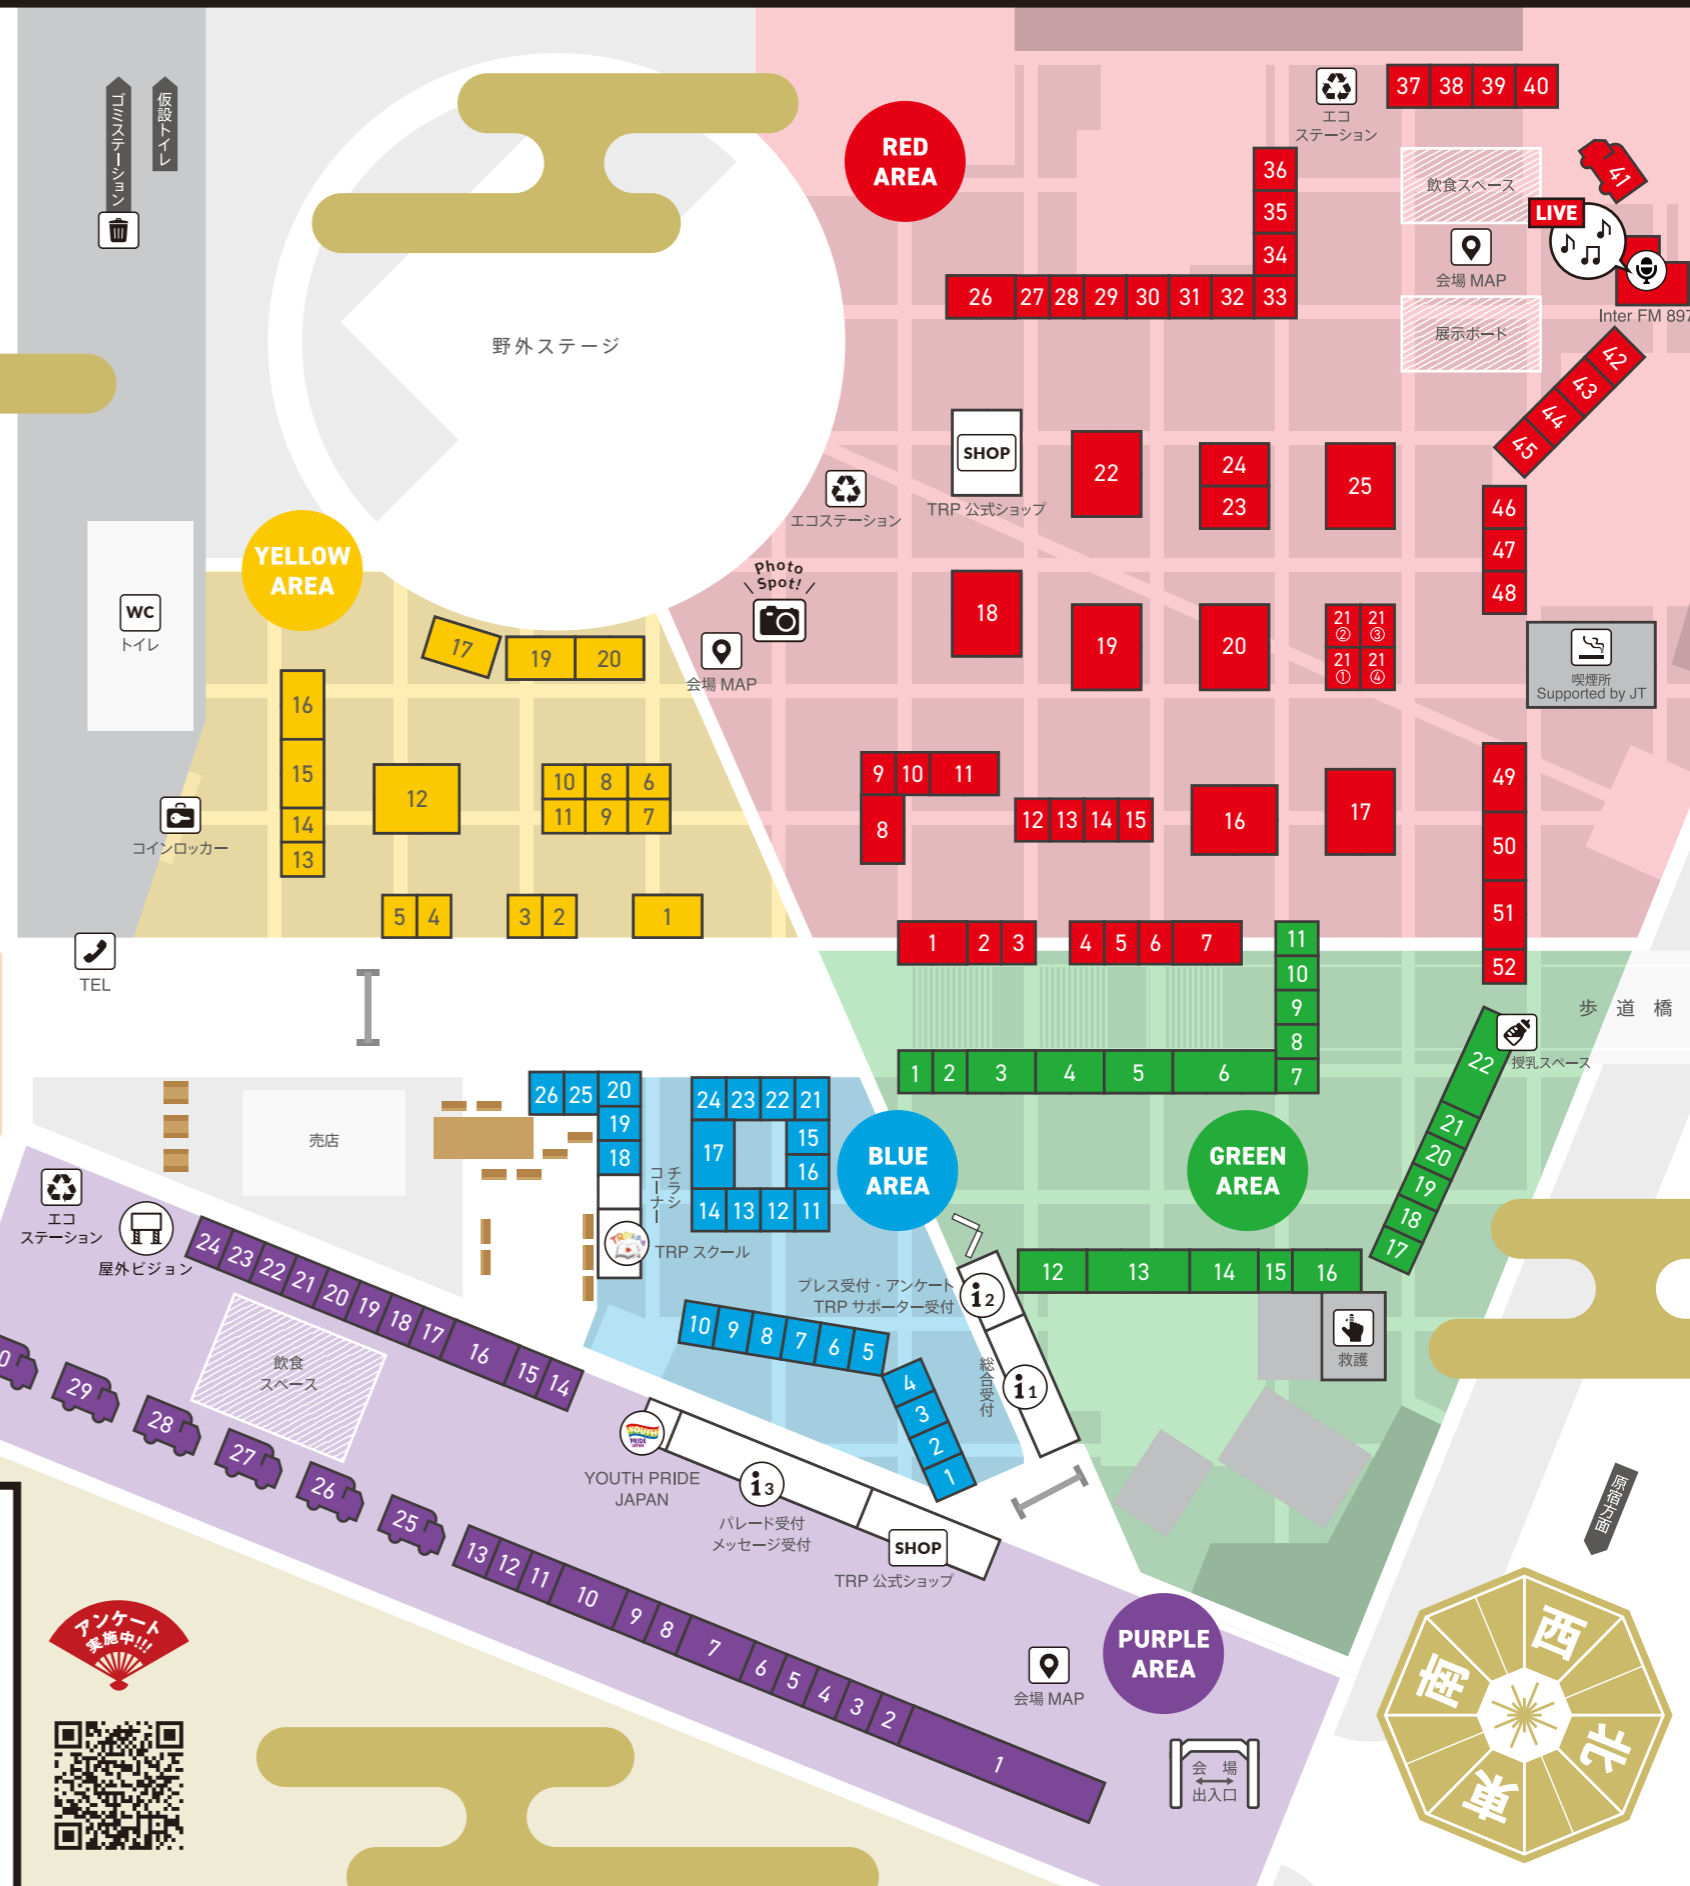 ゴミステーション
仮設トイレ
野外ステージ
RED
AREA
エコ
ステーション
37 38 39 40
36
35
34
26 27 28 29 30 31 32 33
飲食スペース
41
LIVE
会場 MAP
Inter FM 897
展示ボード
42
43
44
45
SHOP
TRP 公式ショップ
エコステーション
22
24
23
25
46
47
48
Photo
Spot!
会場 MAP
18
19
20
21 ② 21 ③
21 ① 21 ④
喫煙所
Supported by JT
9 10 11
8
12 13 14 15
16
17
49
50
51
52
1 2 3
4 5 6 7
YELLOW
AREA
WC
トイレ
コインロッカー
TEL
17
19 20
16
15
14
13
12
10 8 6
11 9 7
5 4
3 2
1
11
10
9
8
7
1 2 3 4 5 6
歩道橋
授乳スペース
22
21
20
19
18
17
GREEN
AREA
12 13 14 15 16
救護
原宿方面
売店
26 25 20
19
18
チラシ
コーナー
TRP スクール
24 23 22 21
17
15
16
14 13 12 11
BLUE
AREA
プレス受付・アンケート
TRP サポーター受付
i2
総合受付
i1
10 9 8 7 6 5
4
3
2
1
エコ
ステーション
屋外ビジョン
24 23 22 21 20 19 18 17 16 15 14
飲食
スペース
0
29
28
27
26
25
YOUTH
PRIDE
JAPAN
YOUTH PRIDE
JAPAN
i3
パレード受付
メッセージ受付
SHOP
TRP 公式ショップ
13 12 11 10 9 8 7 6 5 4 3 2 1
PURPLE
AREA
会場 MAP
会場
出入口
アンケート
実施中!!!
西
南
北
東